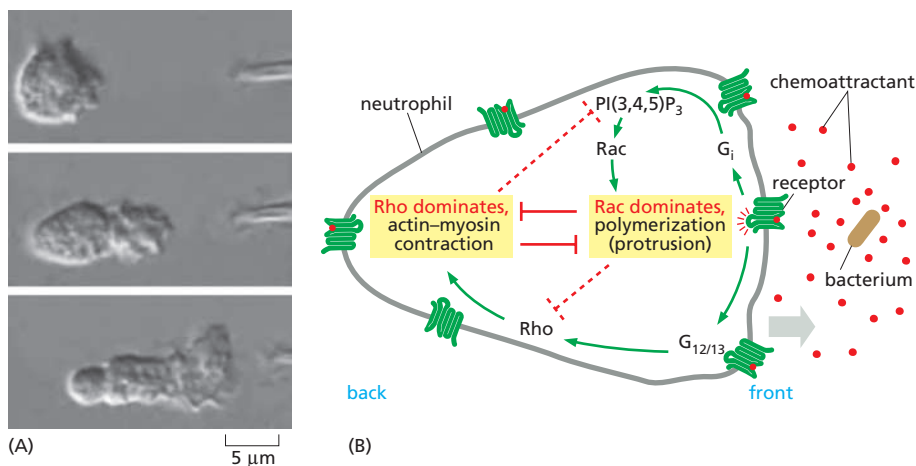 neutrophil
PI(3,4,5)P3
Rac
Gi
chemoattractant
receptor
bacterium
Rho dominates,
actin–myosin
contraction
Rac dominates,
polymerization
(protrusion)
Rho
G12/13
back
front
(A)
5 μm
(B)